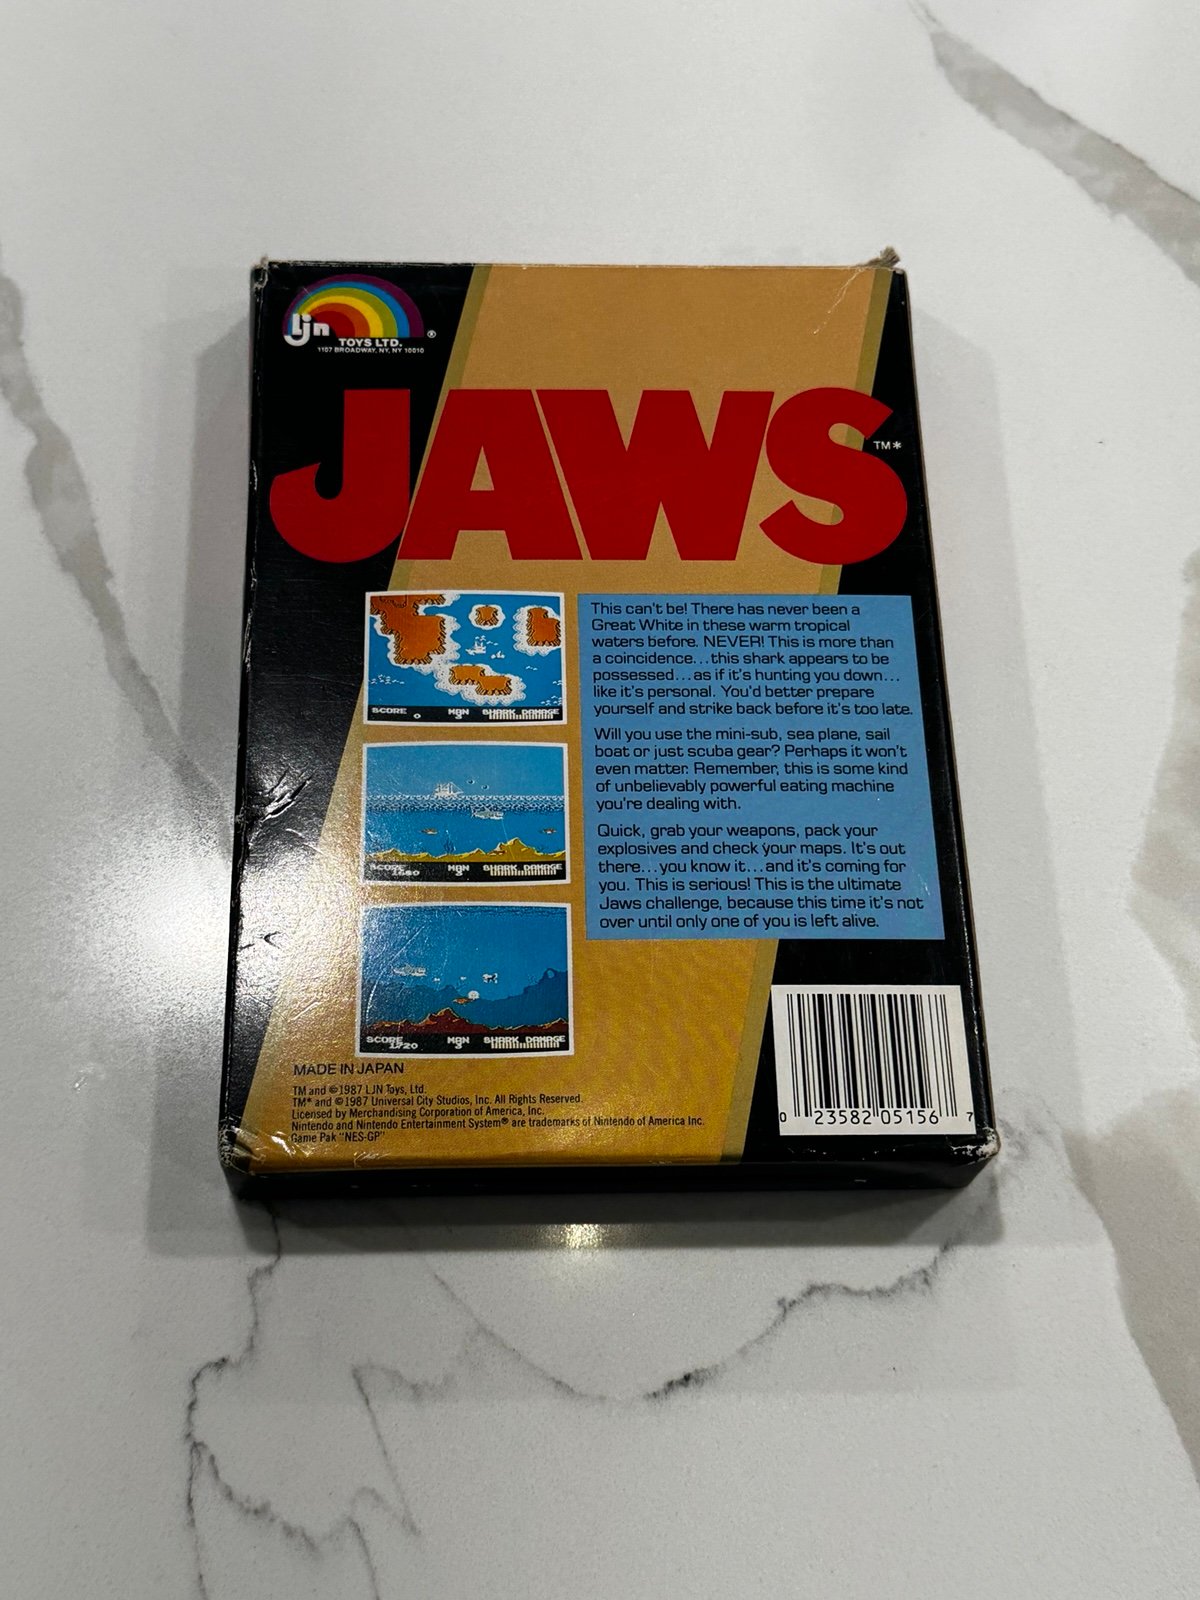 ljn
TOYS LTD.
®
1107 BROADWAY, NY, NY 10010
JAWS
TM*
This can't be! There has never been a
Great White in these warm tropical
waters before. NEVER! This is more than
a coincidence...this shark appears to be
possessed...as if it's hunting you down...
like it's personal. You'd better prepare
yourself and strike back before it's too late.
Will you use the mini-sub, sea plane, sail
boat or just scuba gear? Perhaps it won't
even matter. Remember, this is some kind
of unbelievably powerful eating machine
you're dealing with.
Quick, grab your weapons, pack your
explosives and check your maps. It's out
there...you know it...and it's coming for
you. This is serious! This is the ultimate
Jaws challenge, because this time it's not
over until only one of you is left alive.
SCORE MAN SHARK DAMAGE
0 3
SCORE MAN SHARK DAMAGE
3
SCORE MAN SHARK DAMAGE
1720 3
MADE IN JAPAN
TM and ©1987 LJN Toys, Ltd.
TM* and ©1987 Universal City Studios, Inc. All Rights Reserved.
Licensed by Merchandising Corporation of America, Inc.
Nintendo and Nintendo Entertainment System® are trademarks of Nintendo of America Inc.
Game Pak "NES-GP"
0 23582 05156 7